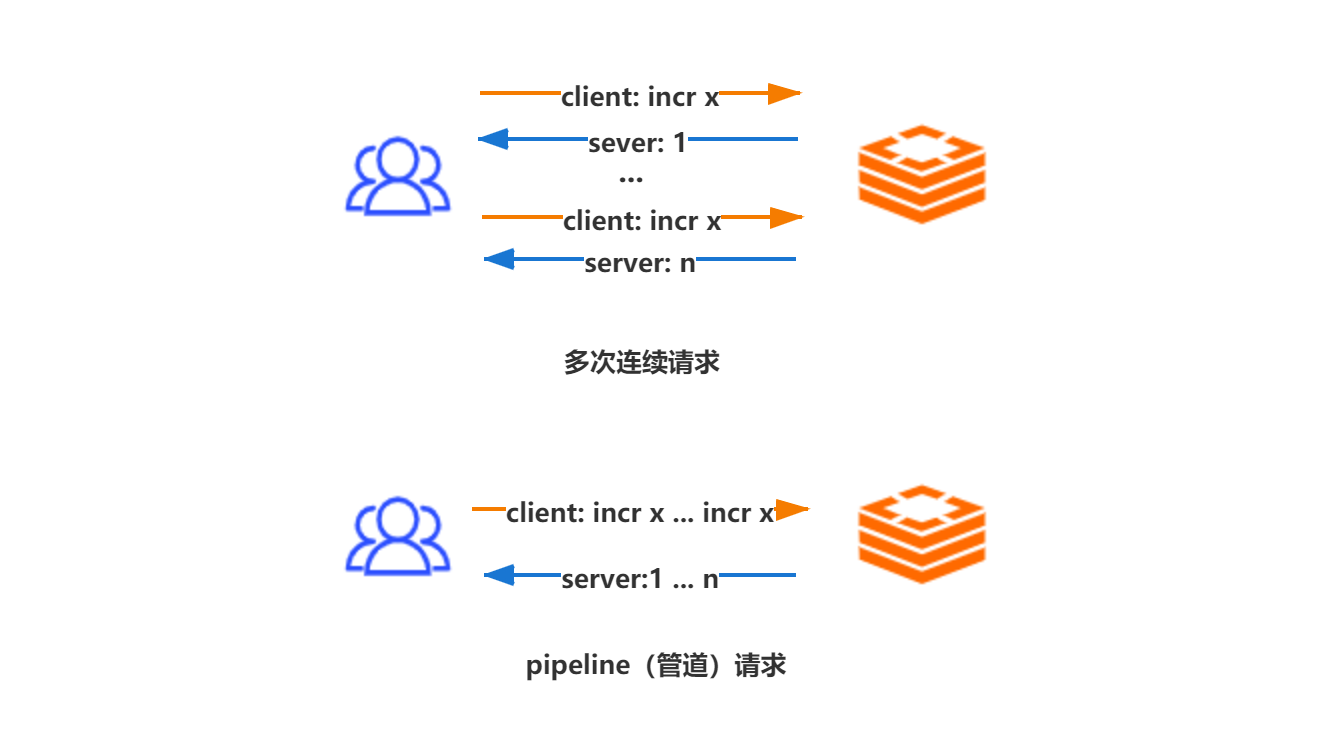 client: incr x
sever: 1
...
client: incr x
server: n
多次连续请求
client: incr x ... incr x
server:1 ... n
pipeline（管道）请求